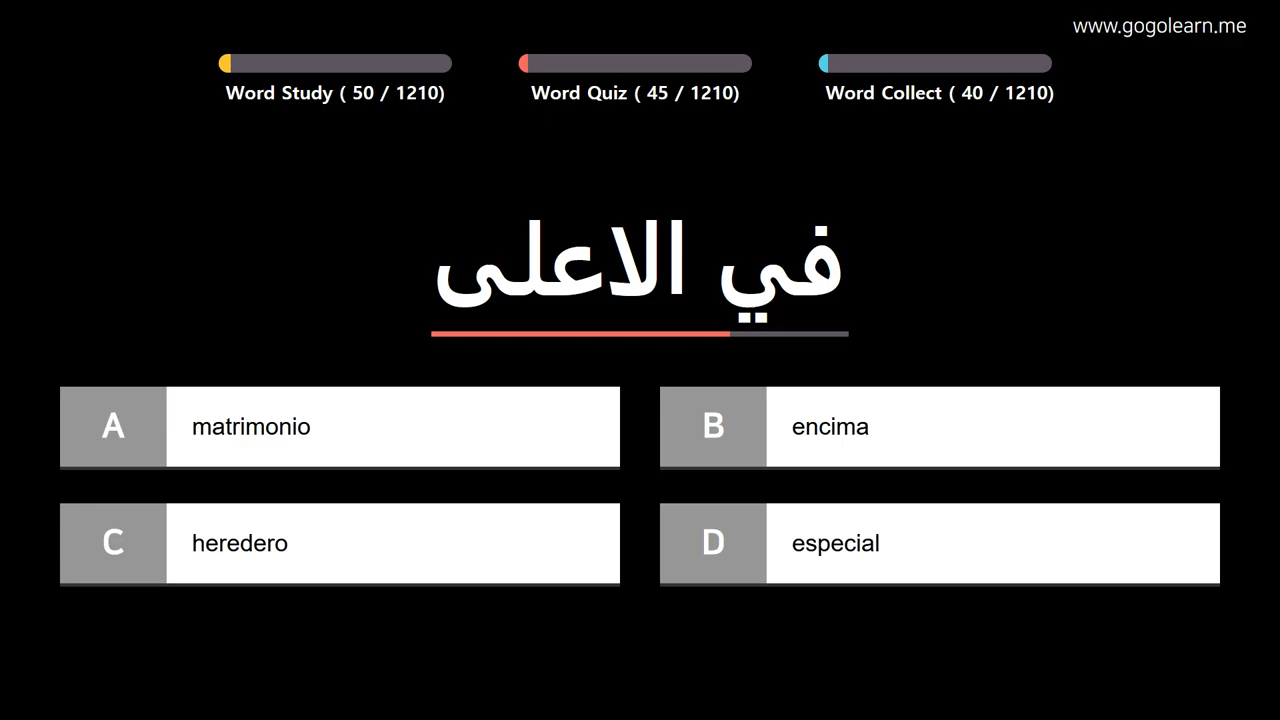 www.gogolearn.me
Word Study ( 50 / 1210)
Word Quiz ( 45 / 1210)
Word Collect ( 40 / 1210)
في الاعلى
A matrimonio
B encima
C heredero
D especial